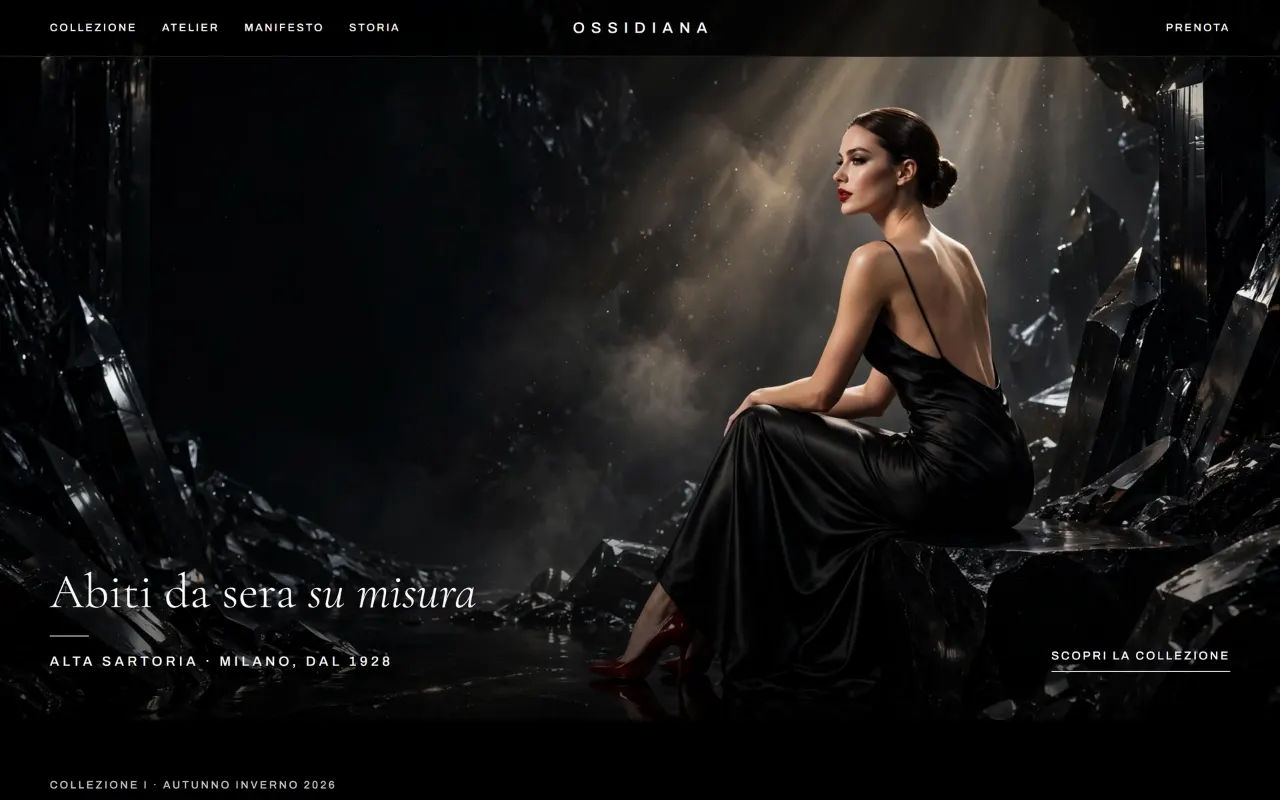 COLLEZIONE ATELIER MANIFESTO STORIA
OSSIDIANA
PRENOTA
Abiti da sera su misura
ALTA SARTORIA · MILANO, DAL 1928
SCOPRI LA COLLEZIONE
COLLEZIONE I · AUTUNNO INVERNO 2026